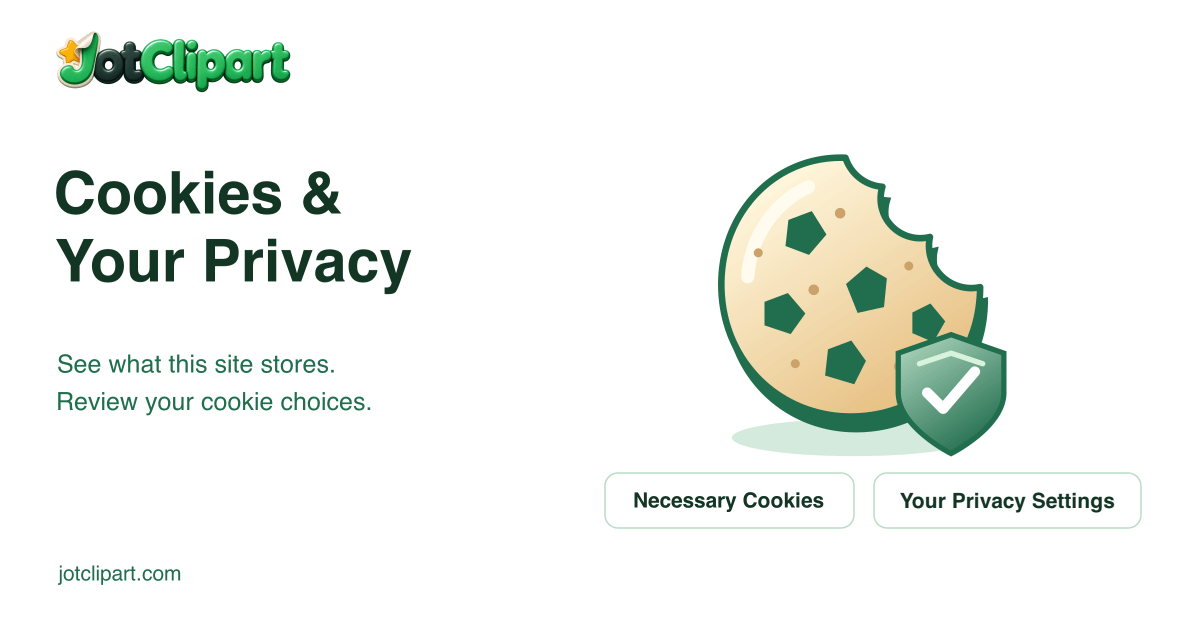 JotClipart
Cookies &
Your Privacy
See what this site stores.
Review your cookie choices.
Necessary Cookies
Your Privacy Settings
jotclipart.com